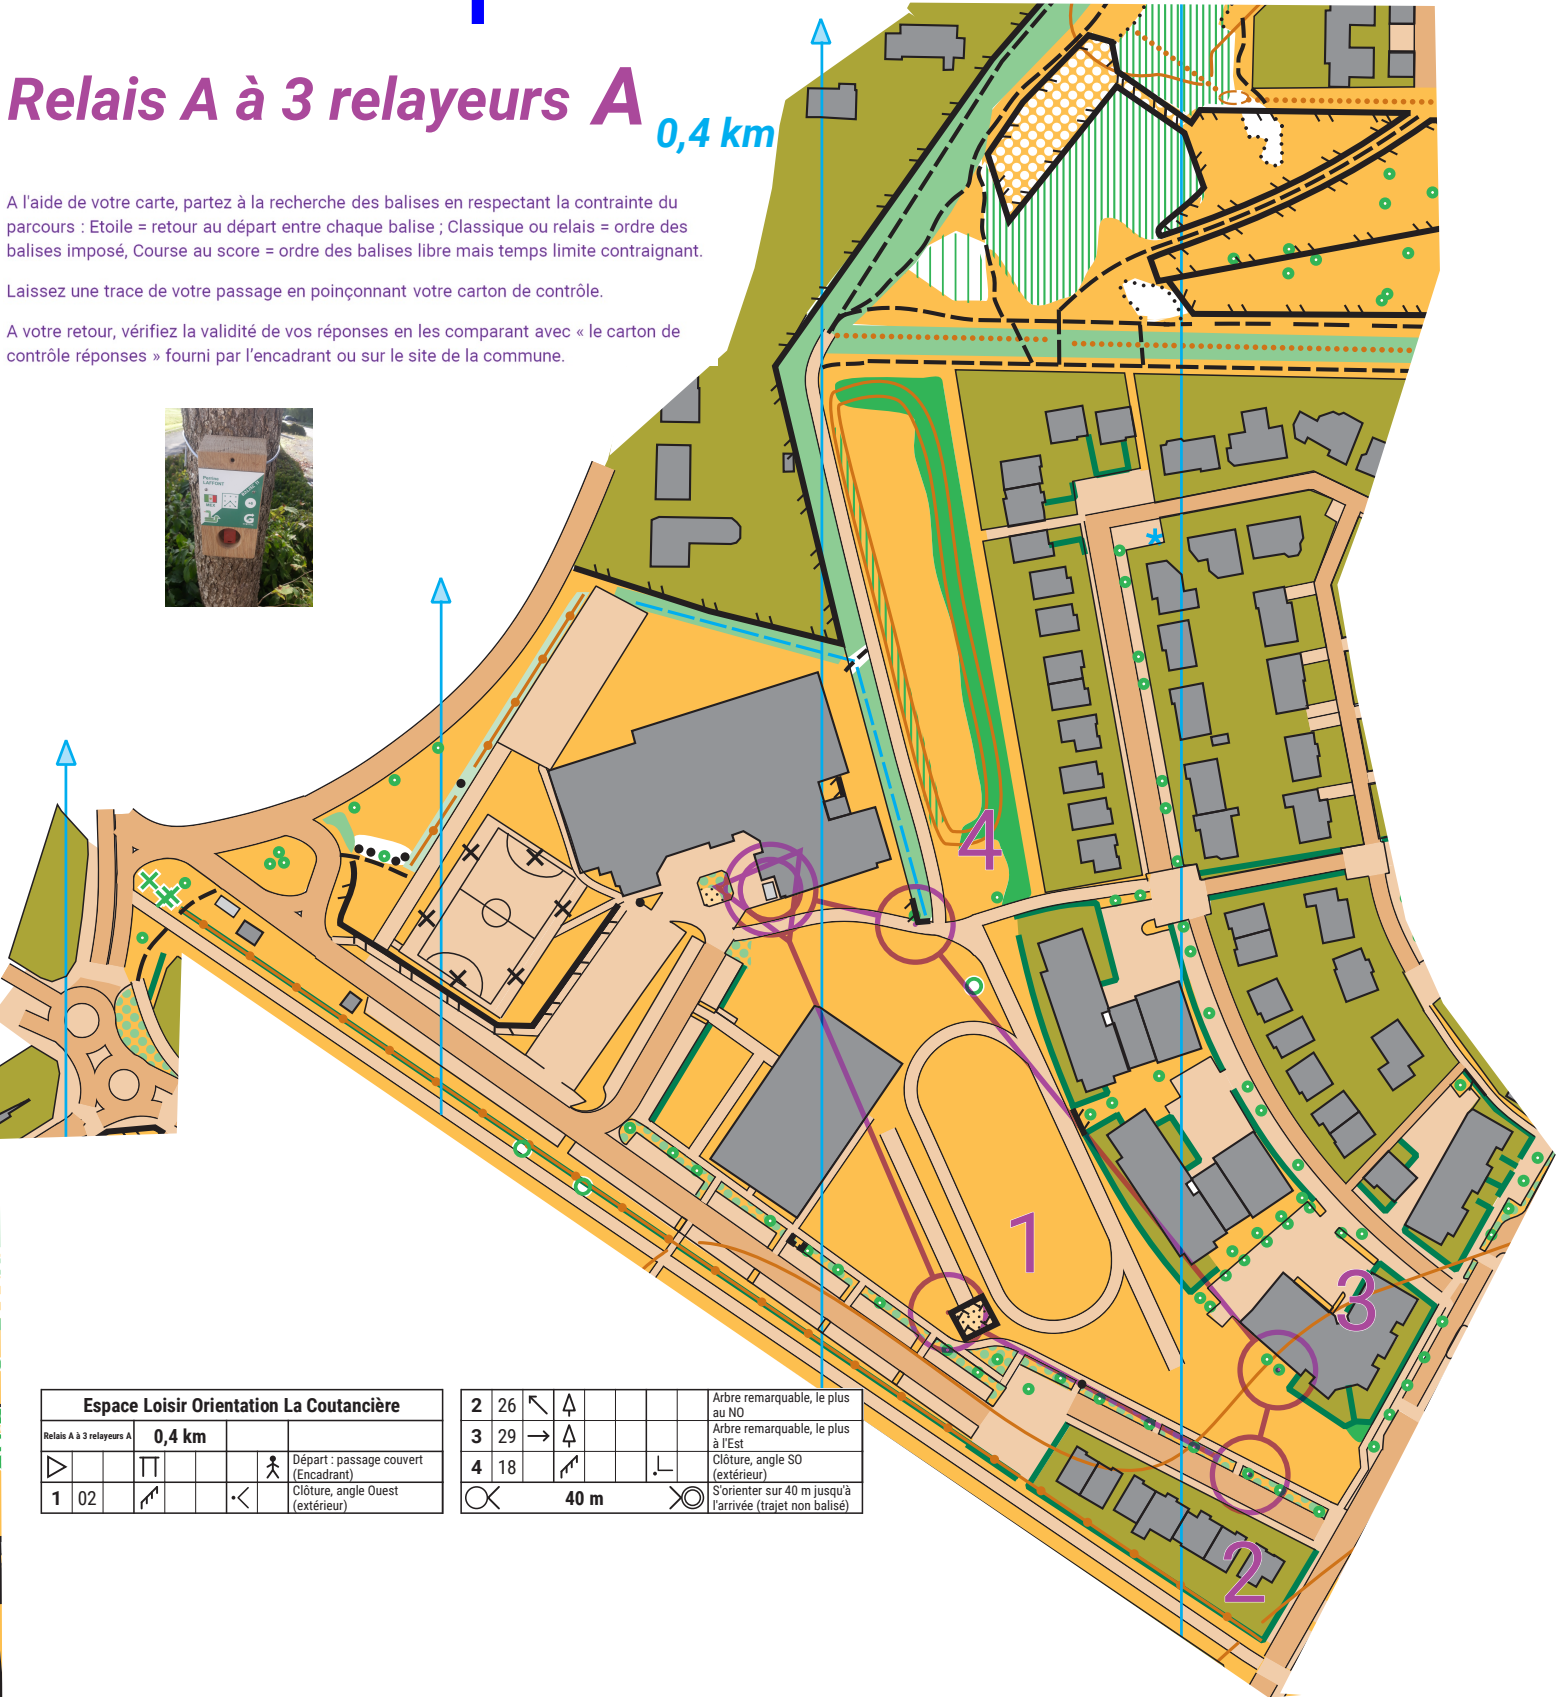 Relais A à 3 relayeurs A
0,4 km
A l'aide de votre carte, partez à la recherche des balises en respectant la contrainte du
parcours : Etoile = retour au départ entre chaque balise ; Classique ou relais = ordre des
balises imposé, Course au score = ordre des balises libre mais temps limite contraignant.
Laissez une trace de votre passage en poinçonnant votre carton de contrôle.
A votre retour, vérifiez la validité de vos réponses en les comparant avec « le carton de
contrôle réponses » fourni par l'encadrant ou sur le site de la commune.
4
1
3
2
Espace Loisir Orientation La Coutancière
Relais A à 3 relayeurs A 0,4 km
Départ : passage couvert
(Encadrant)
1 02 Clôture, angle Ouest
(extérieur)
2 26 Arbre remarquable, le plus
au NO
3 29 Arbre remarquable, le plus
à l'Est
4 18 Clôture, angle SO
(extérieur)
40 m S'orienter sur 40 m jusqu'à
l'arrivée (trajet non balisé)